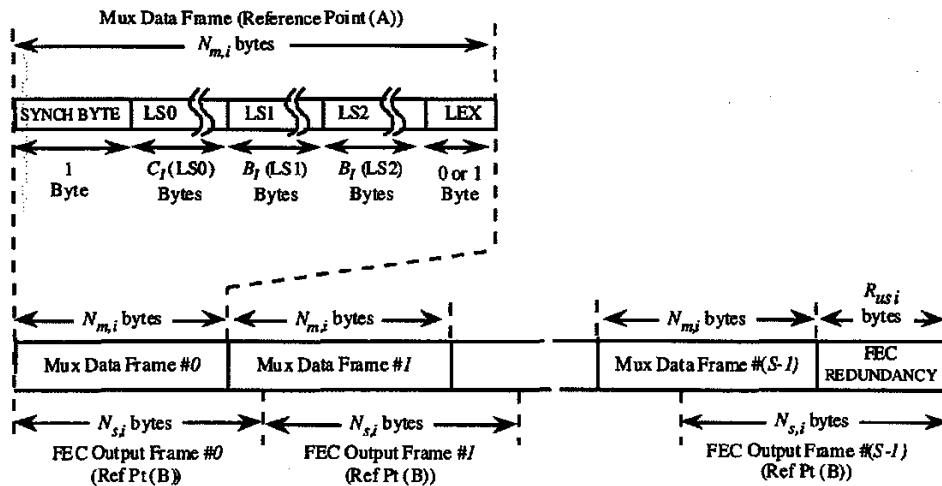 Mux Data Frame (Reference Point (A))
N_{m,i} bytes
SYNCH BYTE LS0 LS1 LS2 LEX
1 Byte
C_I (LS0) Bytes
B_I (LS1) Bytes
B_I (LS2) Bytes
0 or 1 Byte
N_{m,i} bytes
N_{m,i} bytes
N_{m,i} bytes
R_{usi} bytes
Mux Data Frame #0
Mux Data Frame #1
Mux Data Frame #(S-1)
FEC REDUNDANCY
N_{s,i} bytes
FEC Output Frame #0
(Ref Pt (B))
N_{s,i} bytes
FEC Output Frame #1
(Ref Pt (B))
N_{s,i} bytes
FEC Output Frame #(S-1)
(Ref Pt (B))